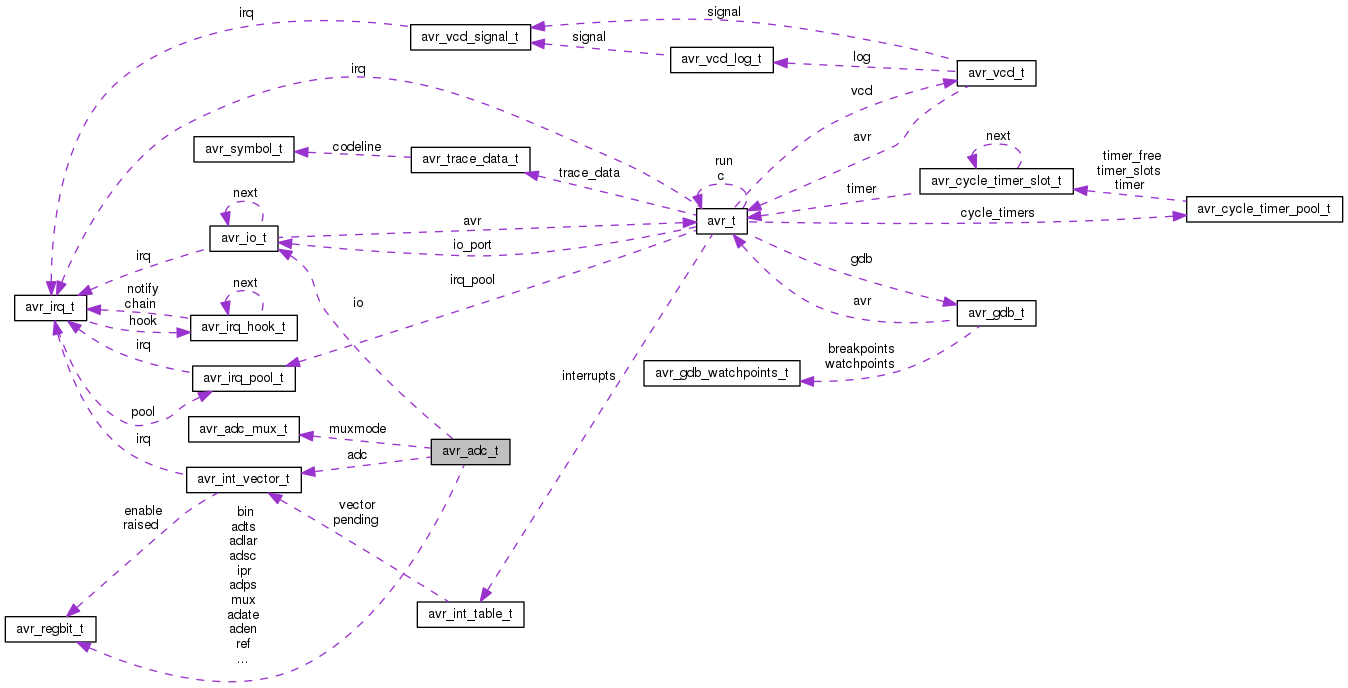 irq
signal
avr_vcd_signal_t
signal
avr_vcd_log_t
log
avr_vcd_t
irq
vcd
avr_symbol_t
codeline
avr_trace_data_t
trace_data
run
c
avr
next
avr_cycle_timer_slot_t
timer_free
timer_slots
timer
timer
avr_cycle_timer_pool_t
next
avr_io_t
avr
io_port
avr_t
cycle_timers
irq
irq_pool
gdb
notify
chain
next
avr_irq_t
hook
avr_irq_hook_t
io
avr
avr_gdb_t
irq
avr_irq_pool_t
interrupts
avr_gdb_watchpoints_t
breakpoints
watchpoints
pool
avr_adc_mux_t
muxmode
avr_adc_t
irq
adc
avr_int_vector_t
enable
raised
vector
pending
bin
adts
adlar
adsc
ipr
adps
mux
adate
aden
ref
...
avr_int_table_t
avr_regbit_t